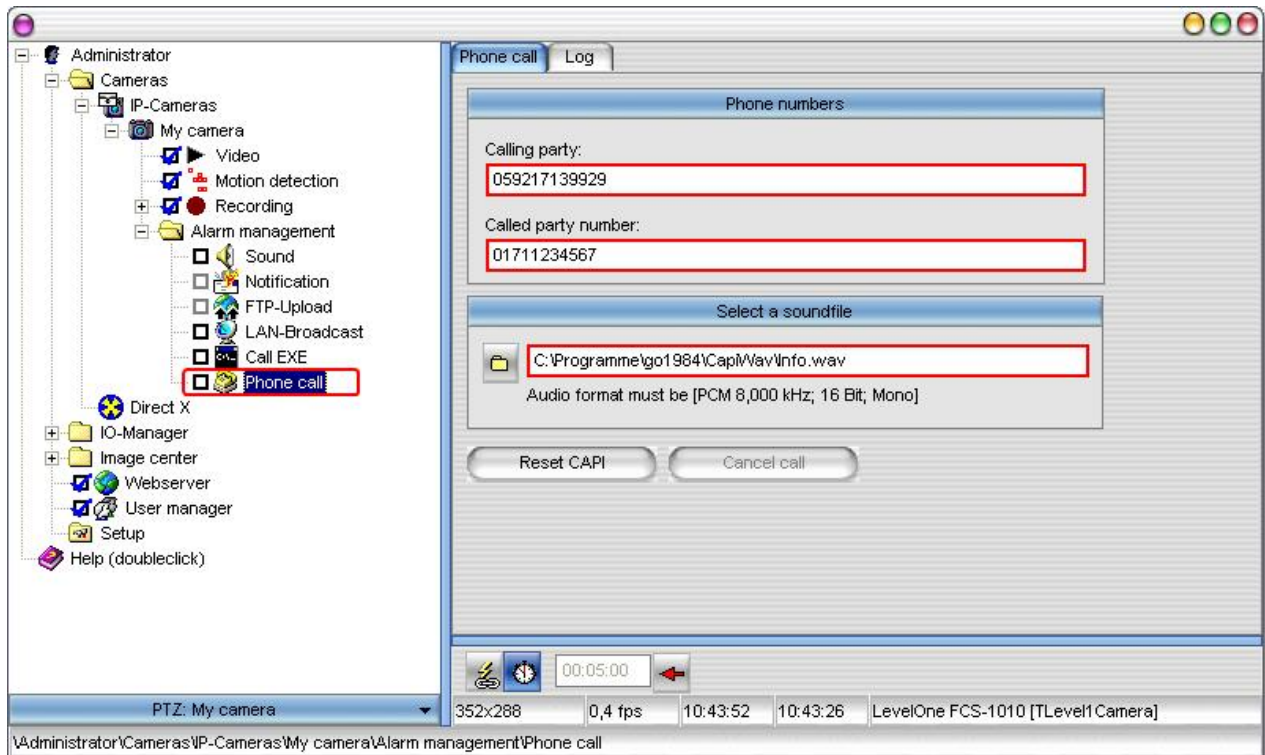 Administrator
Cameras
IP-Cameras
My camera
Video
Motion detection
Recording
Alarm management
Sound
Notification
FTP-Upload
LAN-Broadcast
Call EXE
Phone call
Direct X
IO-Manager
Image center
Webserver
User manager
Setup
Help (doubleclick)
PTZ: My camera
Phone call Log
Phone numbers
Calling party:
059217139929
Called party number:
01711234567
Select a soundfile
C:\Programme\go1984\CapiWav\Info.wav
Audio format must be [PCM 8,000 kHz; 16 Bit; Mono]
Reset CAPI Cancel call
00:05:00
352x288 0,4 fps 10:43:52 10:43:26 LevelOne FCS-1010 [TLevel1Camera]
\Administrator\Cameras\IP-Cameras\My camera\Alarm management\Phone call